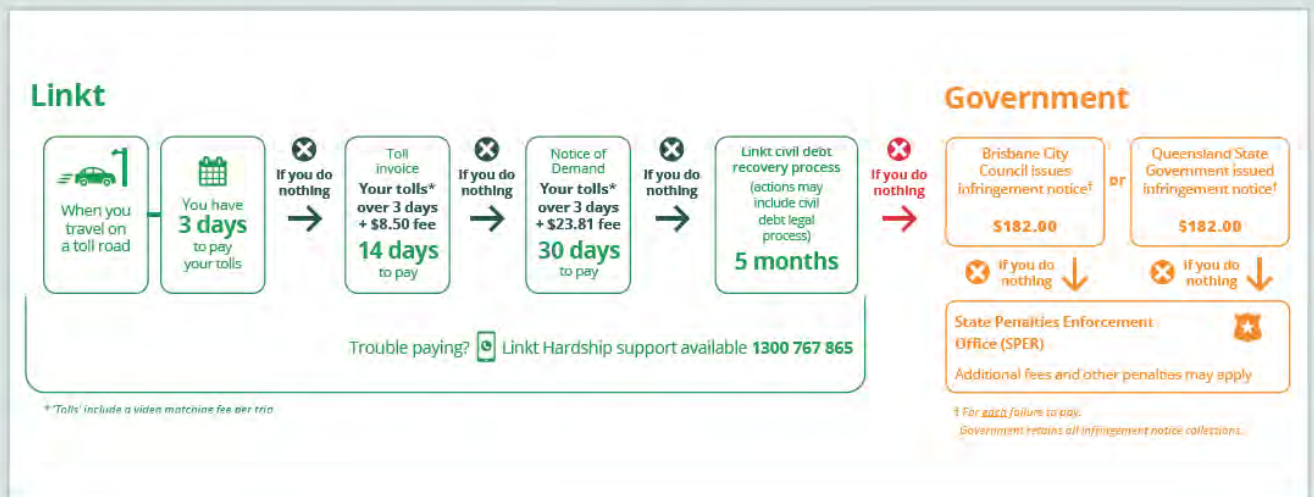 Linkt
Government
When you
travel on
a toll road
You have
3 days
to pay
your tolls
If you do
nothing
Toll
invoice
Your tolls*
over 3 days
+ $8.50 fee
14 days
to pay
If you do
nothing
Notice of
Demand
Your tolls*
over 3 days
+ $23.81 fee
30 days
to pay
If you do
nothing
Linkt civil debt
recovery process
(actions may
include civil
debt legal
process)
5 months
If you do
nothing
Brisbane City
Council issues
infringement notice†
$182.00
or
Queensland State
Government issued
infringement notice†
$182.00
If you do
nothing
If you do
nothing
State Penalties Enforcement
Office (SPER)
Additional fees and other penalties may apply
Trouble paying? Linkt Hardship support available 1300 767 865
* 'Tolls' include a video matching fee per trip
† For each failure to pay.
Government retains all infringement notice collections.